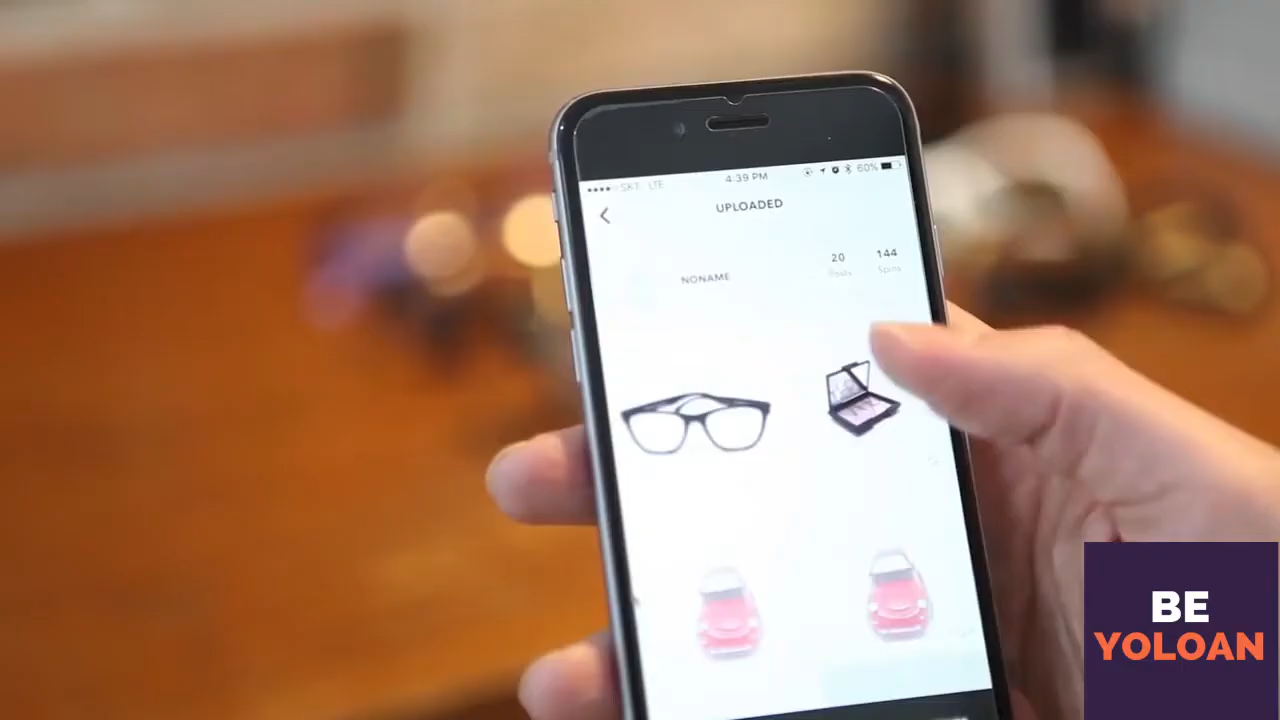 SKT LTE 4:39 PM 60%
UPLOADED
20 144
NONAME Posts Spins
BE
YOLOAN